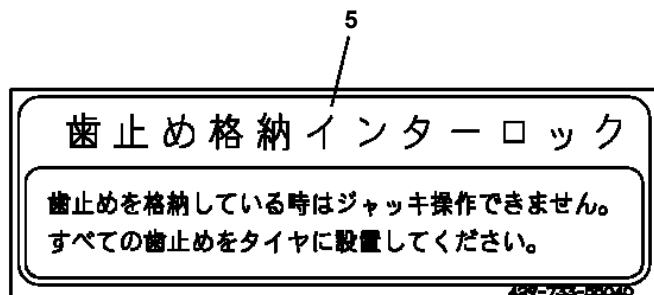 5
歯止め格納インターロック
歯止めを格納している時はジャッキ操作できません。
すべての歯止めをタイヤに設置してください。